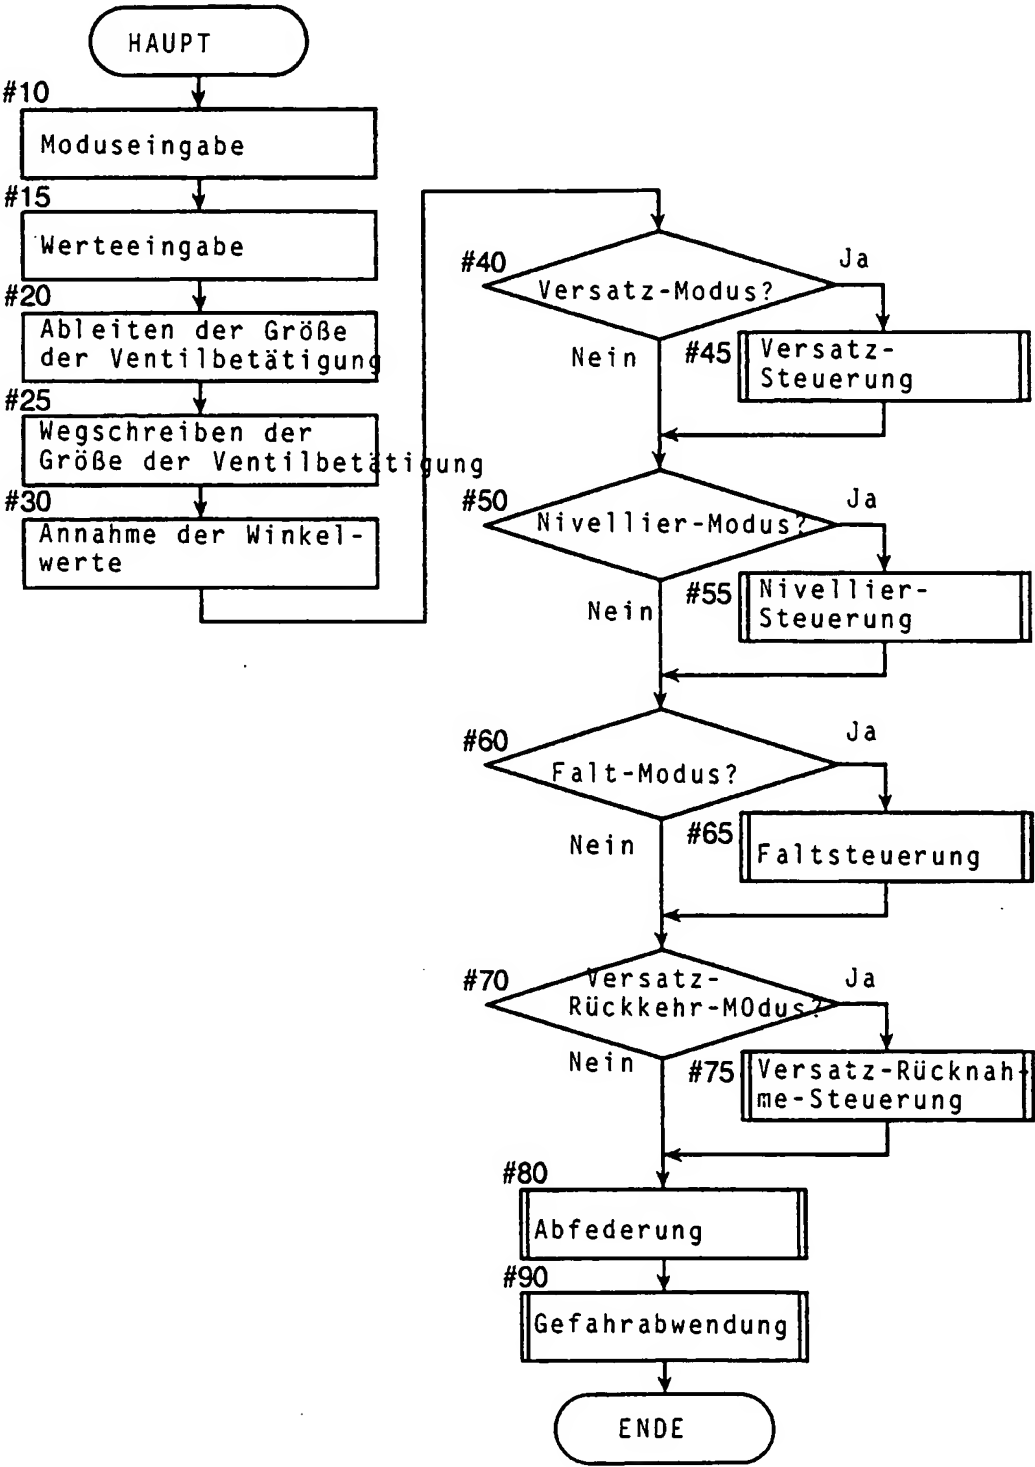 HAUPT
#10
Moduseingabe
#15
Werteeingabe
#20
Ableiten der Größe
der Ventilbetätigung
#25
Wegschreiben der
Größe der Ventilbetätigung
#30
Annahme der Winkel-
werte
#40
Versatz-Modus?
Ja
Nein
#45
Versatz-
Steuerung
#50
Nivellier-Modus?
Ja
Nein
#55
Nivellier-
Steuerung
#60
Falt-Modus?
Ja
Nein
#65
Faltsteuerung
#70
Versatz-
Rückkehr-MOdus?
Ja
Nein
#75
Versatz-Rücknah-
me-Steuerung
#80
Abfederung
#90
Gefahrabwendung
ENDE